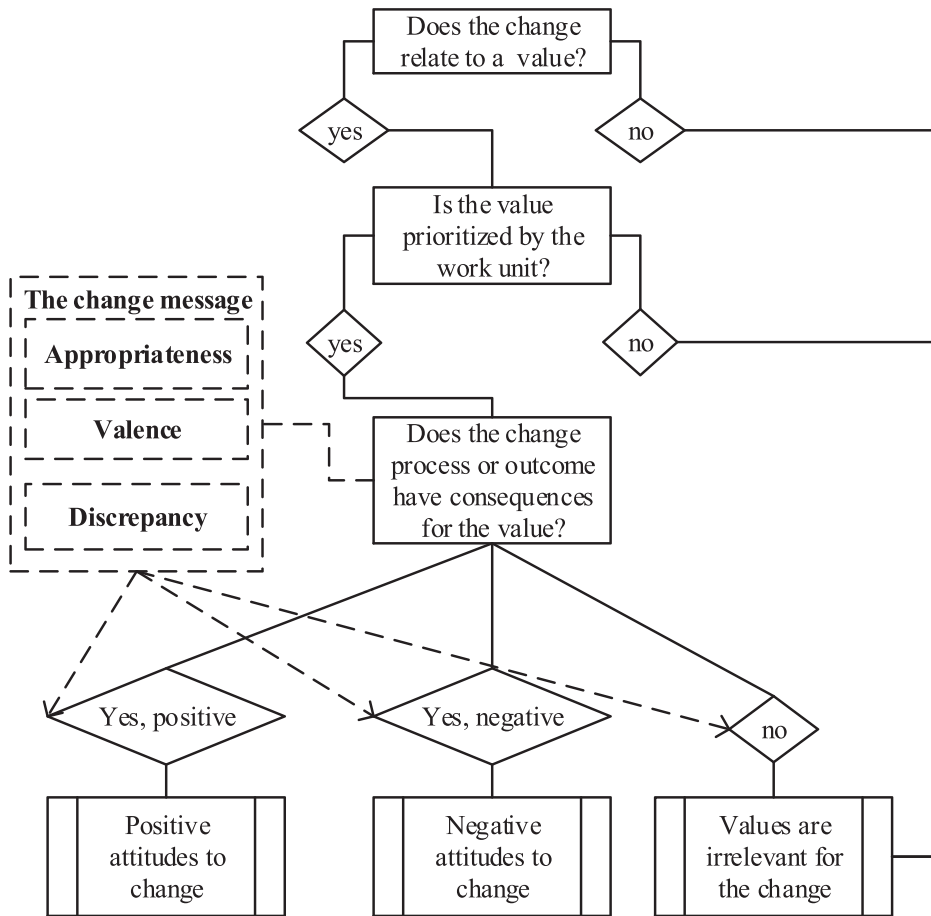 Does the change
relate to a value?
yes
no
Is the value
prioritized by the
work unit?
The change message
Appropriateness
Valence
Discrepancy
yes
no
Does the change
process or outcome
have consequences
for the value?
Yes, positive
Yes, negative
no
Positive
attitudes to
change
Negative
attitudes to
change
Values are
irrelevant for
the change